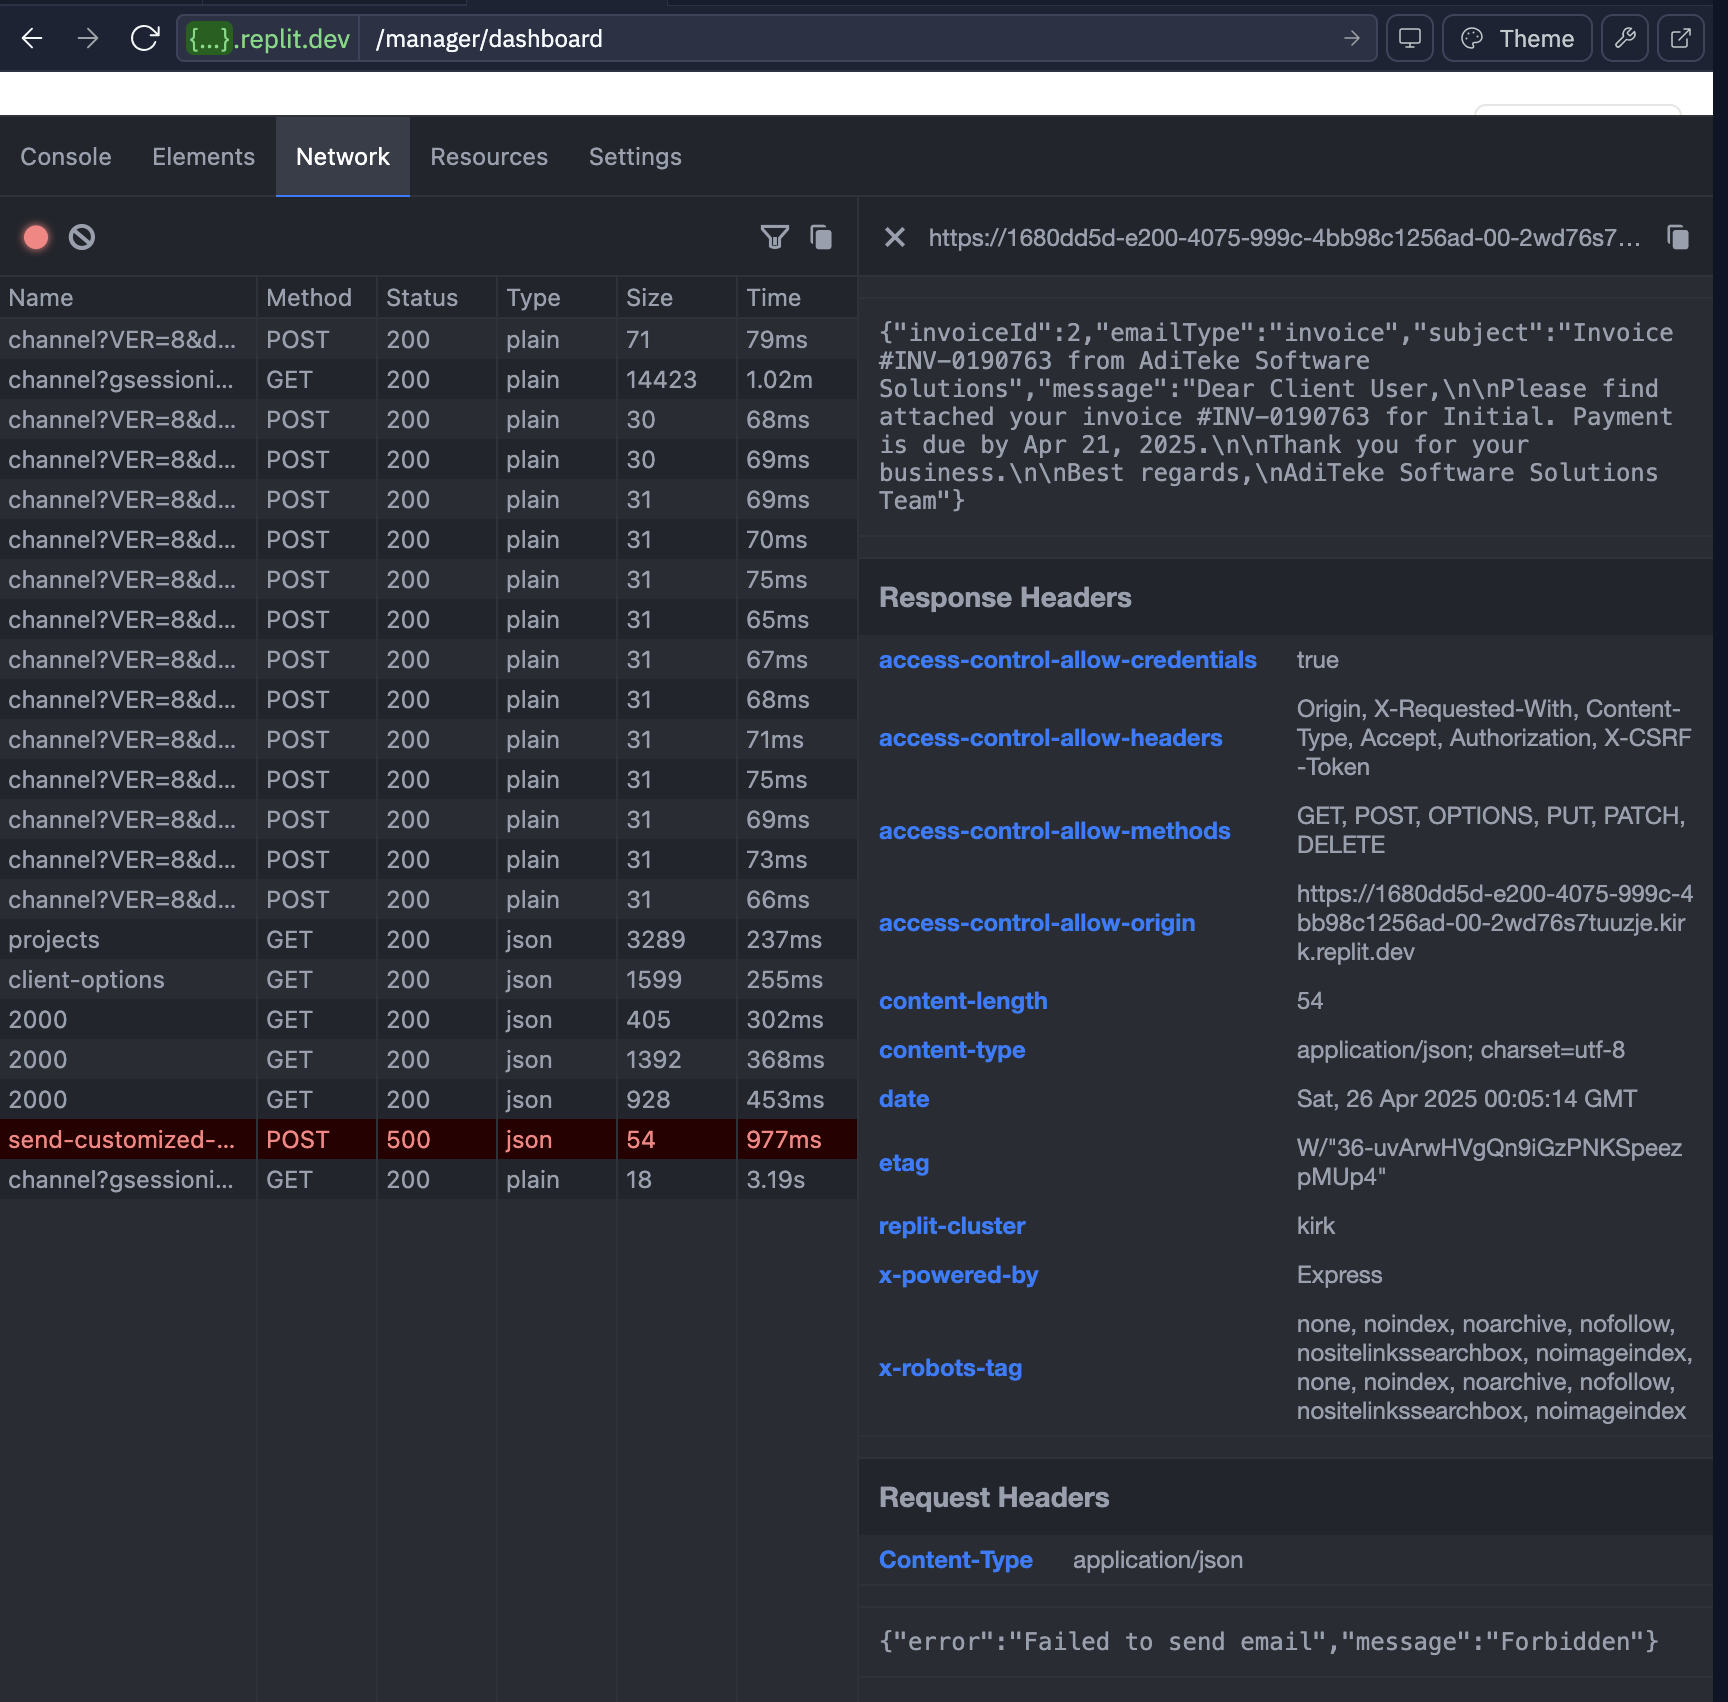 {...}.replit.dev /manager/dashboard Theme
Console Elements Network Resources Settings
https://1680dd5d-e200-4075-999c-4bb98c1256ad-00-2wd76s7...
Name Method Status Type Size Time
channel?VER=8&d... POST 200 plain 71 79ms
channel?gsessioni... GET 200 plain 14423 1.02m
channel?VER=8&d... POST 200 plain 30 68ms
channel?VER=8&d... POST 200 plain 30 69ms
channel?VER=8&d... POST 200 plain 31 69ms
channel?VER=8&d... POST 200 plain 31 70ms
channel?VER=8&d... POST 200 plain 31 75ms
channel?VER=8&d... POST 200 plain 31 65ms
channel?VER=8&d... POST 200 plain 31 67ms
channel?VER=8&d... POST 200 plain 31 68ms
channel?VER=8&d... POST 200 plain 31 71ms
channel?VER=8&d... POST 200 plain 31 75ms
channel?VER=8&d... POST 200 plain 31 69ms
channel?VER=8&d... POST 200 plain 31 73ms
channel?VER=8&d... POST 200 plain 31 66ms
projects GET 200 json 3289 237ms
client-options GET 200 json 1599 255ms
2000 GET 200 json 405 302ms
2000 GET 200 json 1392 368ms
2000 GET 200 json 928 453ms
send-customized-... POST 500 json 54 977ms
channel?gsessioni... GET 200 plain 18 3.19s
{"invoiceId":2,"emailType":"invoice","subject":"Invoice
#INV-0190763 from AdiTeke Software
Solutions","message":"Dear Client User,\n\nPlease find
attached your invoice #INV-0190763 for Initial. Payment
is due by Apr 21, 2025.\n\nThank you for your
business.\n\nBest regards,\nAdiTeke Software Solutions
Team"}
Response Headers
access-control-allow-credentials true
access-control-allow-headers Origin, X-Requested-With, Content-
Type, Accept, Authorization, X-CSRF
-Token
access-control-allow-methods GET, POST, OPTIONS, PUT, PATCH,
DELETE
access-control-allow-origin https://1680dd5d-e200-4075-999c-4
bb98c1256ad-00-2wd76s7tuuzje.kir
k.replit.dev
content-length 54
content-type application/json; charset=utf-8
date Sat, 26 Apr 2025 00:05:14 GMT
etag W/"36-uvArwHVgQn9iGzPNKSpeez
pMUp4"
replit-cluster kirk
x-powered-by Express
x-robots-tag none, noindex, noarchive, nofollow,
nositelinkssearchbox, noimageindex,
none, noindex, noarchive, nofollow,
nositelinkssearchbox, noimageindex
Request Headers
Content-Type application/json
{"error":"Failed to send email","message":"Forbidden"}